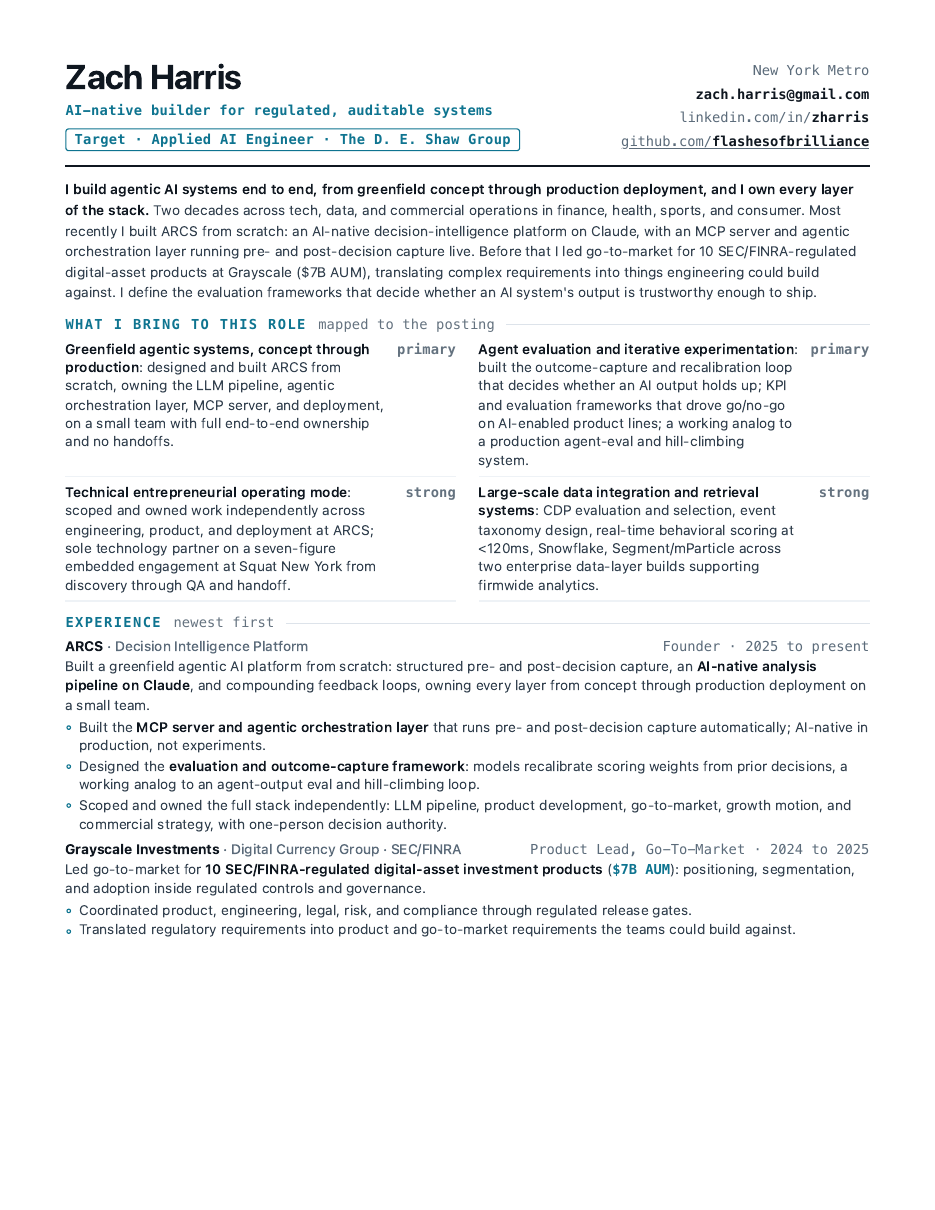 Zach Harris
AI-native builder for regulated, auditable systems
Target · Applied AI Engineer · The D. E. Shaw Group
New York Metro
zach.harris@gmail.com
linkedin.com/in/zharris
github.com/flashesofbrilliance
I build agentic AI systems end to end, from greenfield concept through production deployment, and I own every layer
of the stack. Two decades across tech, data, and commercial operations in finance, health, sports, and consumer. Most
recently I built ARCS from scratch: an AI-native decision-intelligence platform on Claude, with an MCP server and agentic
orchestration layer running pre- and post-decision capture live. Before that I led go-to-market for 10 SEC/FINRA-regulated
digital-asset products at Grayscale ($7B AUM), translating complex requirements into things engineering could build
against. I define the evaluation frameworks that decide whether an AI system's output is trustworthy enough to ship.
WHAT I BRING TO THIS ROLE mapped to the posting
Greenfield agentic systems, concept through primary
production: designed and built ARCS from
scratch, owning the LLM pipeline, agentic
orchestration layer, MCP server, and deployment,
on a small team with full end-to-end ownership
and no handoffs.
Agent evaluation and iterative experimentation: primary
built the outcome-capture and recalibration loop
that decides whether an AI output holds up; KPI
and evaluation frameworks that drove go/no-go
on AI-enabled product lines; a working analog to
a production agent-eval and hill-climbing
system.
Technical entrepreneurial operating mode: strong
scoped and owned work independently across
engineering, product, and deployment at ARCS;
sole technology partner on a seven-figure
embedded engagement at Squat New York from
discovery through QA and handoff.
Large-scale data integration and retrieval strong
systems: CDP evaluation and selection, event
taxonomy design, real-time behavioral scoring at
<120ms, Snowflake, Segment/mParticle across
two enterprise data-layer builds supporting
firmwide analytics.
EXPERIENCE newest first
ARCS · Decision Intelligence Platform Founder · 2025 to present
Built a greenfield agentic AI platform from scratch: structured pre- and post-decision capture, an AI-native analysis
pipeline on Claude, and compounding feedback loops, owning every layer from concept through production deployment on
a small team.
Built the MCP server and agentic orchestration layer that runs pre- and post-decision capture automatically; AI-native in
production, not experiments.
Designed the evaluation and outcome-capture framework: models recalibrate scoring weights from prior decisions, a
working analog to an agent-output eval and hill-climbing loop.
Scoped and owned the full stack independently: LLM pipeline, product development, go-to-market, growth motion, and
commercial strategy, with one-person decision authority.
Grayscale Investments · Digital Currency Group · SEC/FINRA Product Lead, Go-To-Market · 2024 to 2025
Led go-to-market for 10 SEC/FINRA-regulated digital-asset investment products ($7B AUM): positioning, segmentation,
and adoption inside regulated controls and governance.
Coordinated product, engineering, legal, risk, and compliance through regulated release gates.
Translated regulatory requirements into product and go-to-market requirements the teams could build against.